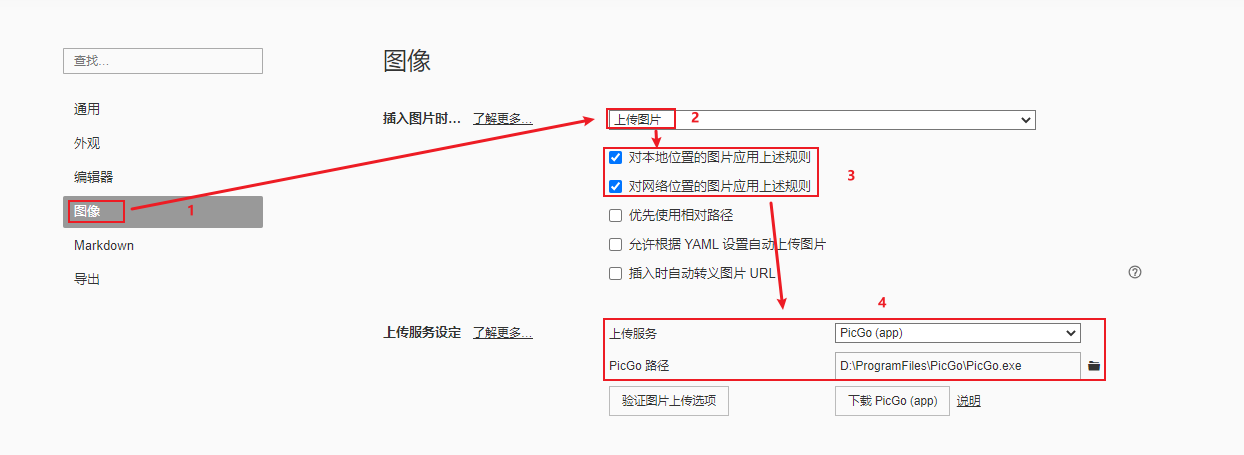 图像
查找...
通用
外观
编辑器
图像
1
Markdown
导出
插入图片时... 了解更多... 上传图片 2
对本地位置的图片应用上述规则
对网络位置的图片应用上述规则
3
优先使用相对路径
允许根据 YAML 设置自动上传图片
插入时自动转义图片 URL
?
4
上传服务设定 了解更多... 上传服务 PicGo (app)
PicGo 路径 D:\ProgramFiles\PicGo\PicGo.exe
验证图片上传选项 下载 PicGo (app) 说明